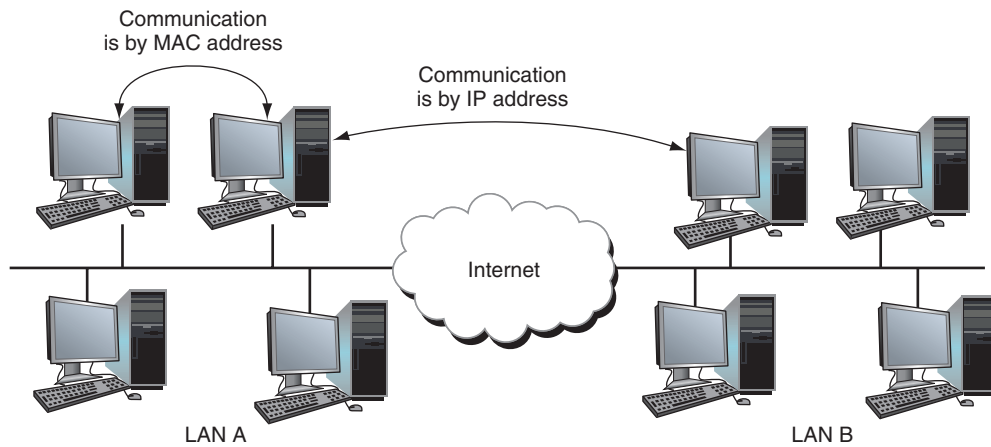 Communication
is by MAC address
Communication
is by IP address
Internet
LAN A
LAN B